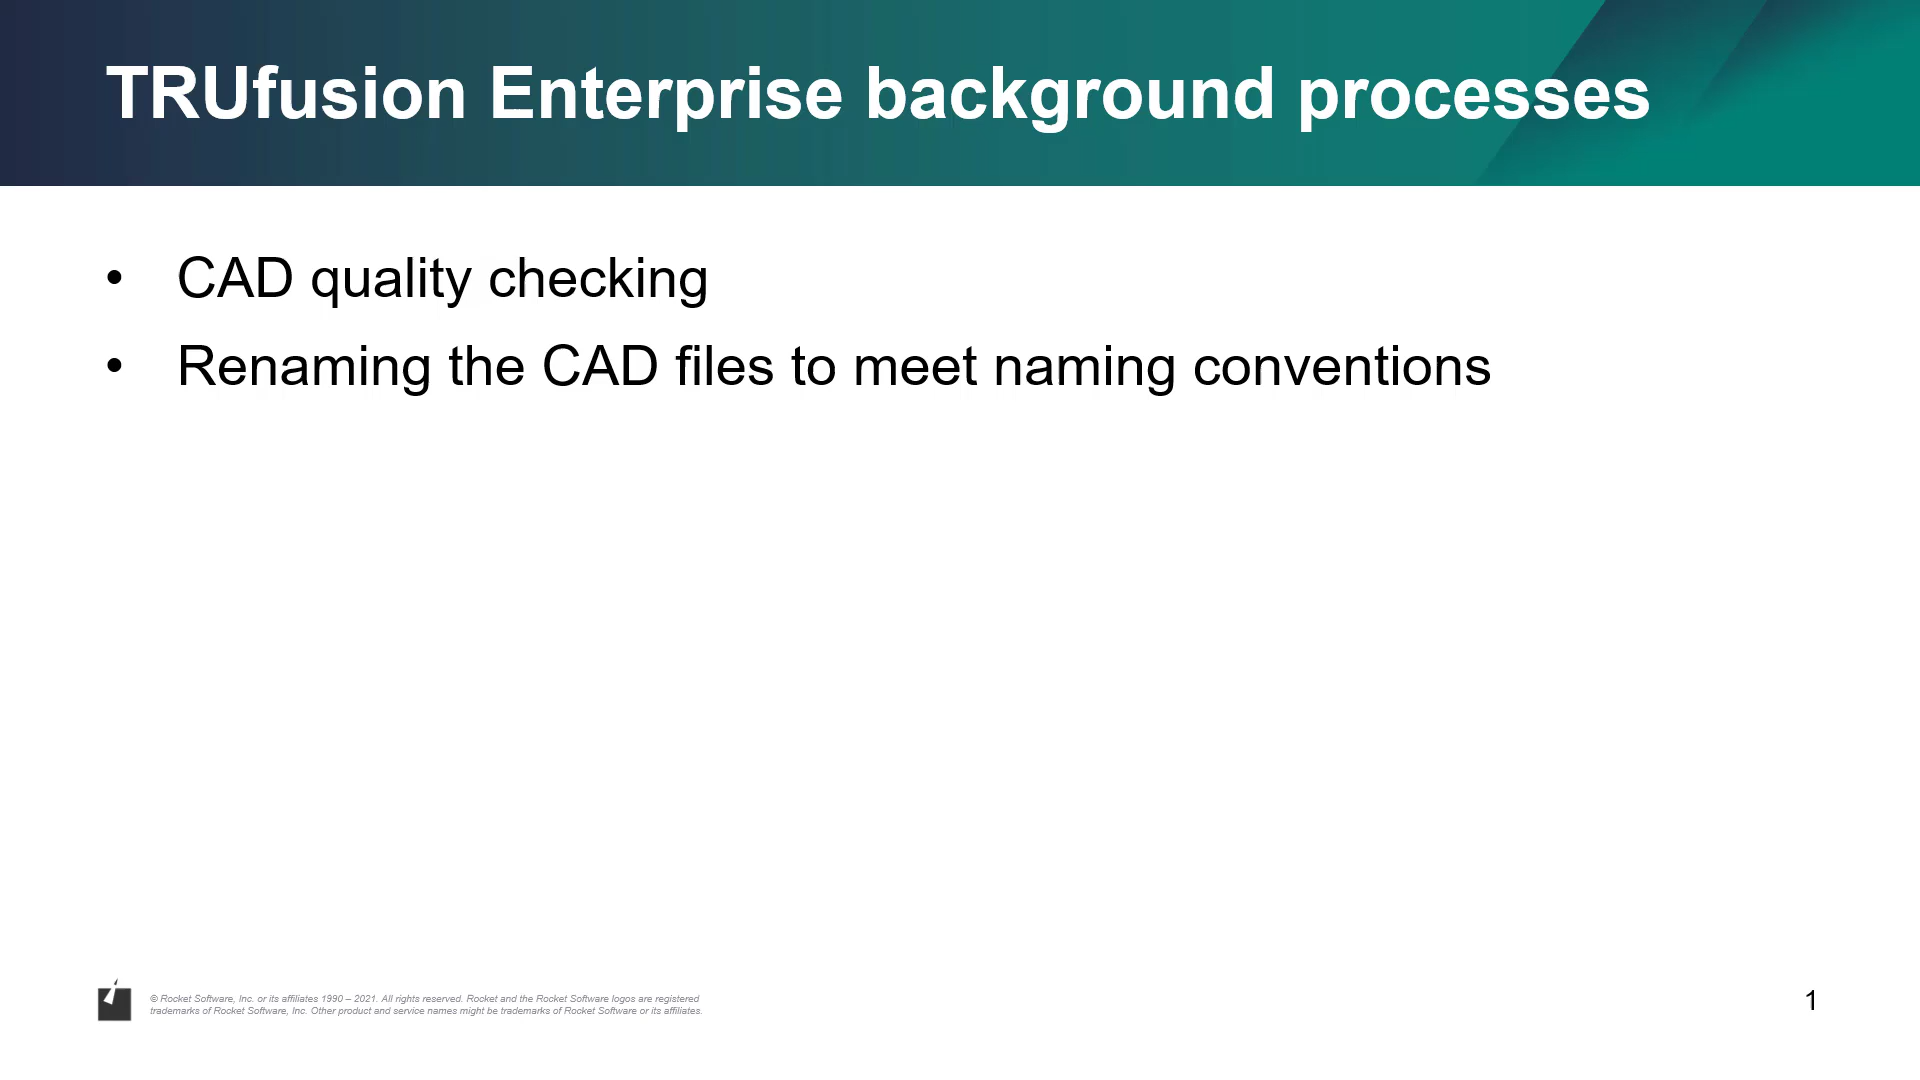 TRUfusion Enterprise background processes
• CAD quality checking
• Renaming the CAD files to meet naming conventions
© Rocket Software, Inc. or its affiliates 1990 – 2021. All rights reserved. Rocket and the Rocket Software logos are registered
trademarks of Rocket Software, Inc. Other product and service names might be trademarks of Rocket Software or its affiliates.
1